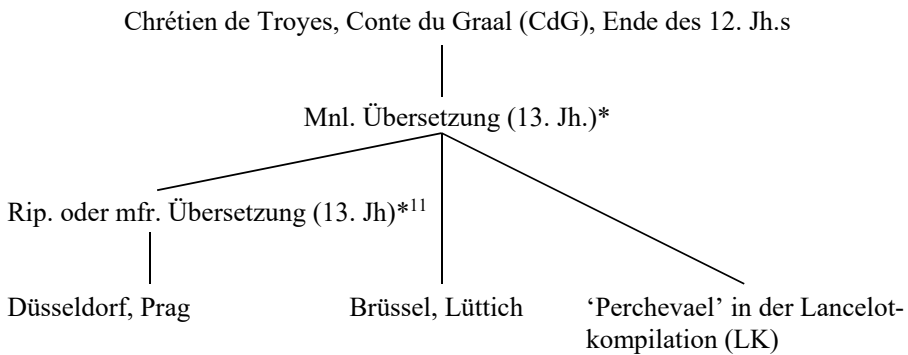 Chrétien de Troyes, Conte du Graal (CdG), Ende des 12. Jh.s
Mnl. Übersetzung (13. Jh.)*
Rip. oder mfr. Übersetzung (13. Jh)*¹¹
Düsseldorf, Prag
Brüssel, Lüttich
‘Perchevael’ in der Lancelot-
kompilation (LK)